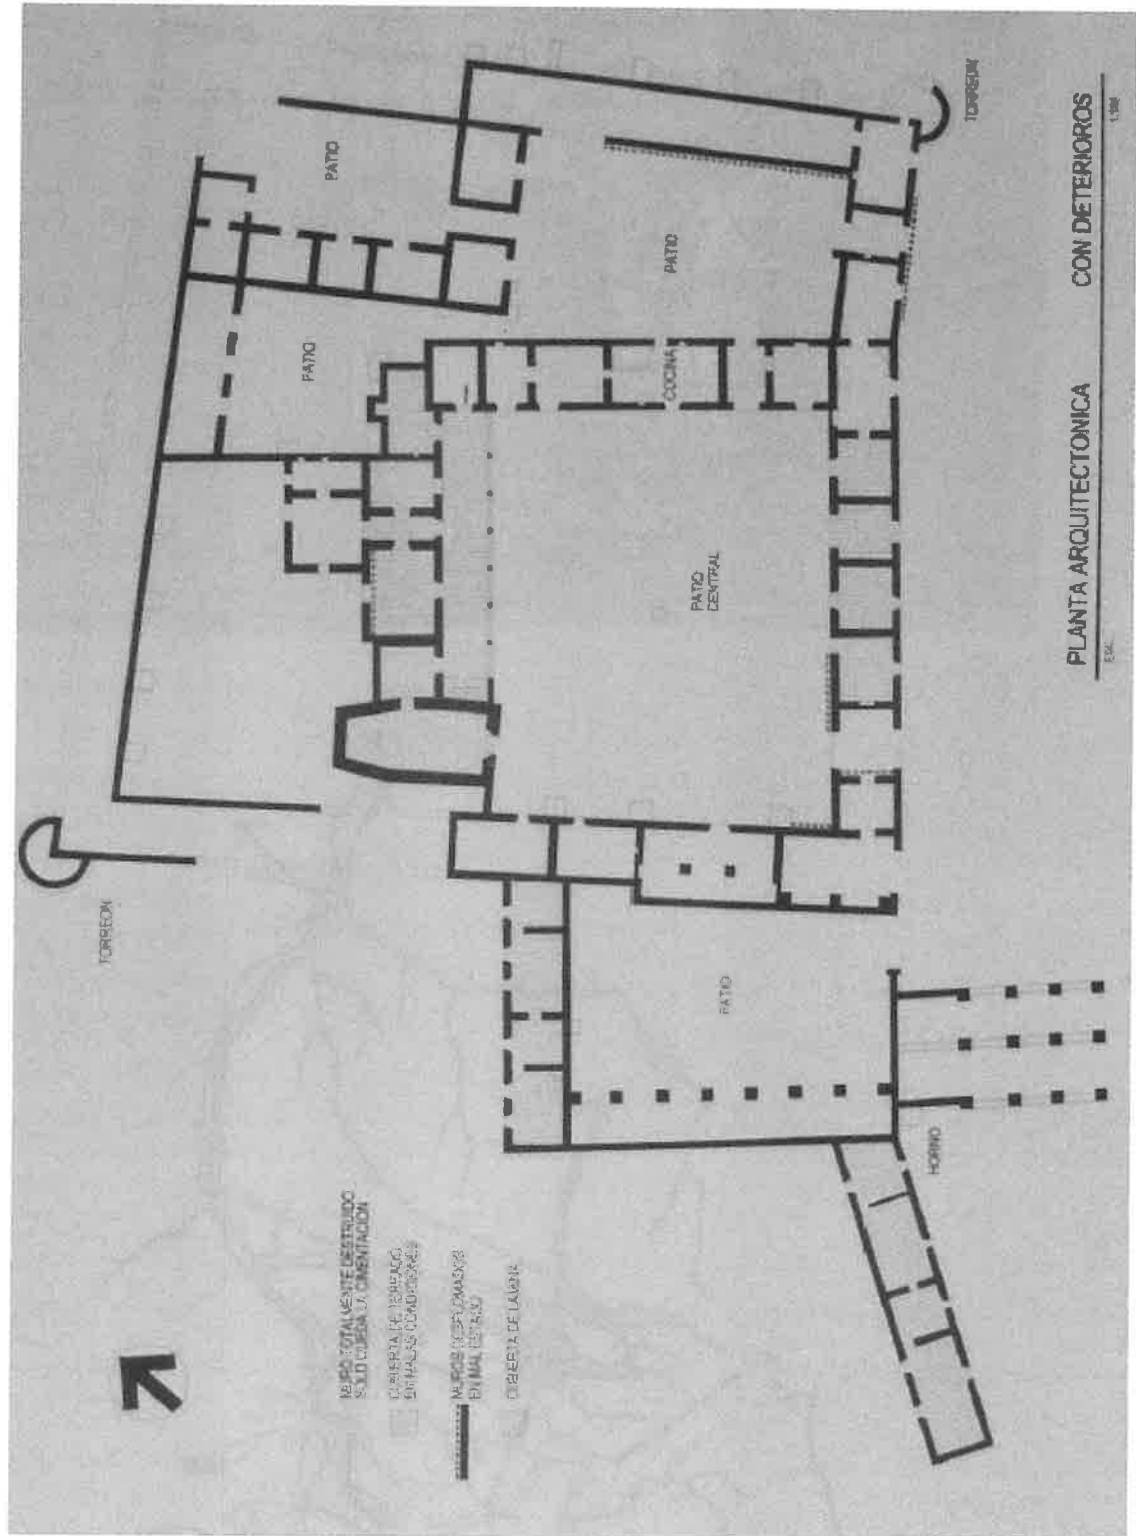 PLANTA ARQUITECTONICA CON DETERIOROS
ESC.
TORREON
PATIO
PATIO
PATIO
COCINA
PATIO
CENTRAL
TORREON
PATIO
HORNO
MURO TOTALMENTE DESTRUIDO
SOLO QUEDA LA CIMENTACION
CUBIERTA DE TERRADO
EN MALAS CONDICIONES
MUROS DESPLOMADOS
EN MAL ESTADO
CUBIERTA DE LAMINA